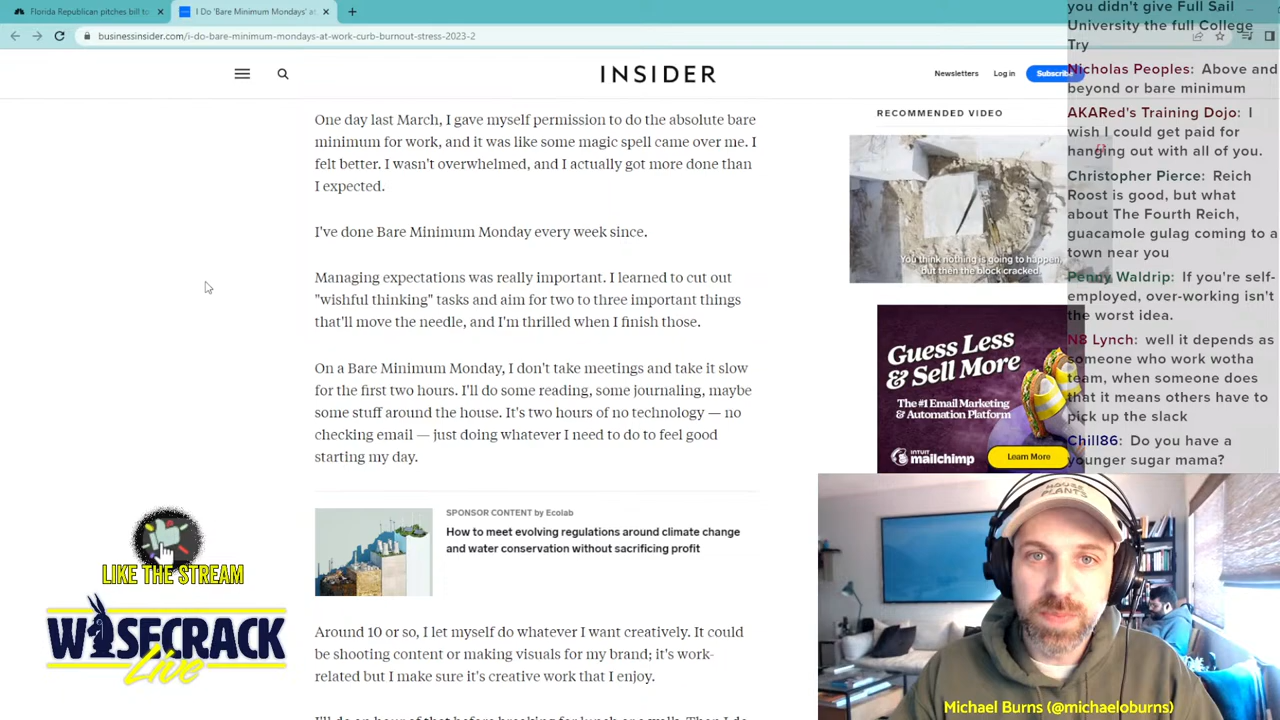 Florida Republican pitches bill to
I Do 'Bare Minimum Mondays' a
businessinsider.com/i-do-bare-minimum-mondays-at-work-curb-burnout-stress-2023-2
INSIDER
Newsletters
Log in
Subscribe
One day last March, I gave myself permission to do the absolute bare
minimum for work, and it was like some magic spell came over me. I
felt better. I wasn't overwhelmed, and I actually got more done than
I expected.
I've done Bare Minimum Monday every week since.
Managing expectations was really important. I learned to cut out
"wishful thinking" tasks and aim for two to three important things
that'll move the needle, and I'm thrilled when I finish those.
On a Bare Minimum Monday, I don't take meetings and take it slow
for the first two hours. I'll do some reading, some journaling, maybe
some stuff around the house. It's two hours of no technology — no
checking email — just doing whatever I need to do to feel good
starting my day.
SPONSOR CONTENT by Ecolab
How to meet evolving regulations around climate change
and water conservation without sacrificing profit
Around 10 or so, I let myself do whatever I want creatively. It could
be shooting content or making visuals for my brand; it's work-
related but I make sure it's creative work that I enjoy.
I'll do an hour of that before breaking for lunch or a walk. Then I do
RECOMMENDED VIDEO
You think nothing is going to happen,
but then the block cracked.
Guess Less
& Sell More
The #1 Email Marketing
& Automation Platform
INTUIT
mailchimp
Learn More
you didn't give Full Sail
University the full College
Try
Nicholas Peoples: Above and
beyond or bare minimum
AKARed's Training Dojo: I
wish I could get paid for
hanging out with all of you.
Christopher Pierce: Reich
Roost is good, but what
about The Fourth Reich,
guacamole gulag coming to a
town near you
Penny Waldrip: If you're self-
employed, over-working isn't
the worst idea.
N8 Lynch: well it depends as
someone who work wotha
team, when someone does
that it means others have to
pick up the slack
Chill86: Do you have a
younger sugar mama?
LIKE THE STREAM
WISECRACK
Live
HOUSE
PLANTS
Michael Burns (@michaeloburns)